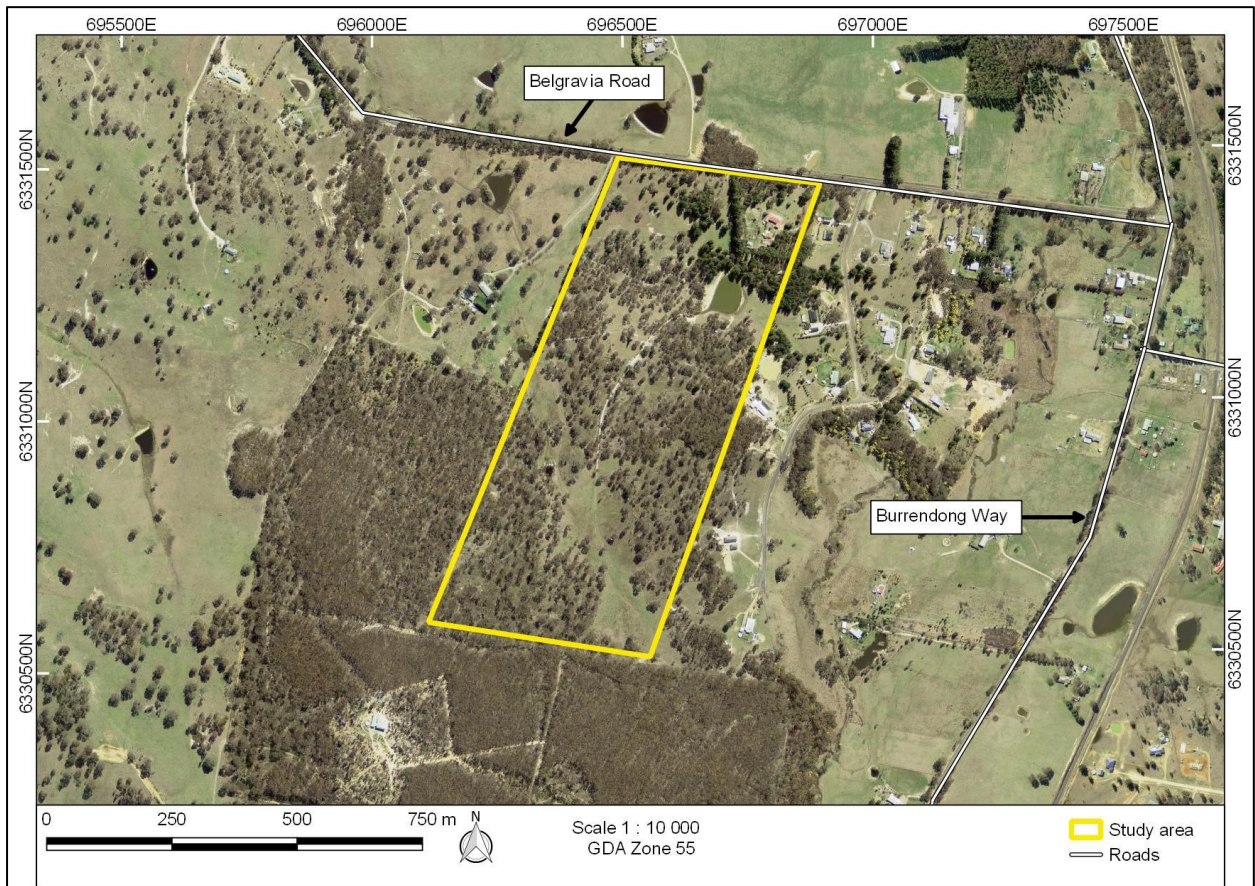 695500E 696000E 696500E 697000E 697500E
Belgravia Road
6331500N 6331500N
6331000N 6331000N
Burrendong Way
6330500N 6330500N
0 250 500 750 m N
Scale 1 : 10 000
GDA Zone 55
Study area
Roads